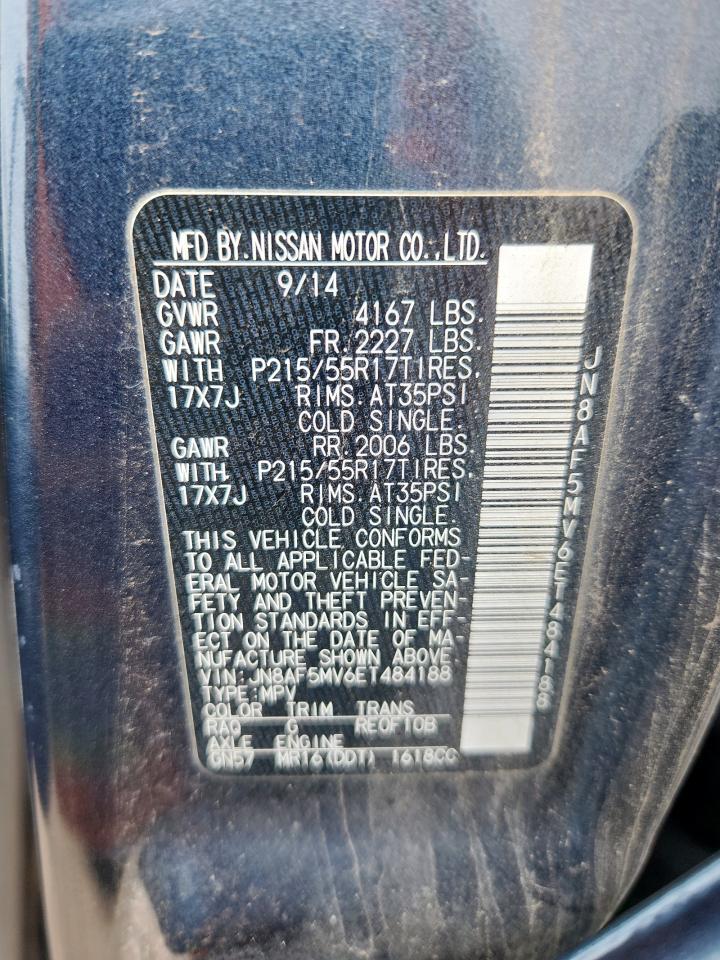 MFD BY. NISSAN MOTOR CO., LTD.
DATE 9/14
GVWR 4167 LBS.
GAWR FR. 2227 LBS.
WITH P215/55R17TIRES.
17X7J RIMS. AT35PSI
COLD SINGLE.
GAWR RR. 2006 LBS.
WITH. P215/55R17TIRES.
17X7J RIMS. AT35PSI
COLD SINGLE.
THIS VEHICLE CONFORMS
TO ALL APPLICABLE FED-
ERAL MOTOR VEHICLE SA-
FETY AND THEFT PREVEN-
TION STANDARDS IN EFF-
ECT ON THE DATE OF MA-
NUFACTURE SHOWN ABOVE.
VIN: JN8AF5MV6ET484188
TYPE: MPV
COLOR TRIM TRANS
RAQ G RE0F10B
AXLE ENGINE
GN57 MR16(DDT) 1618CC
JN8AF5MV6ET484188